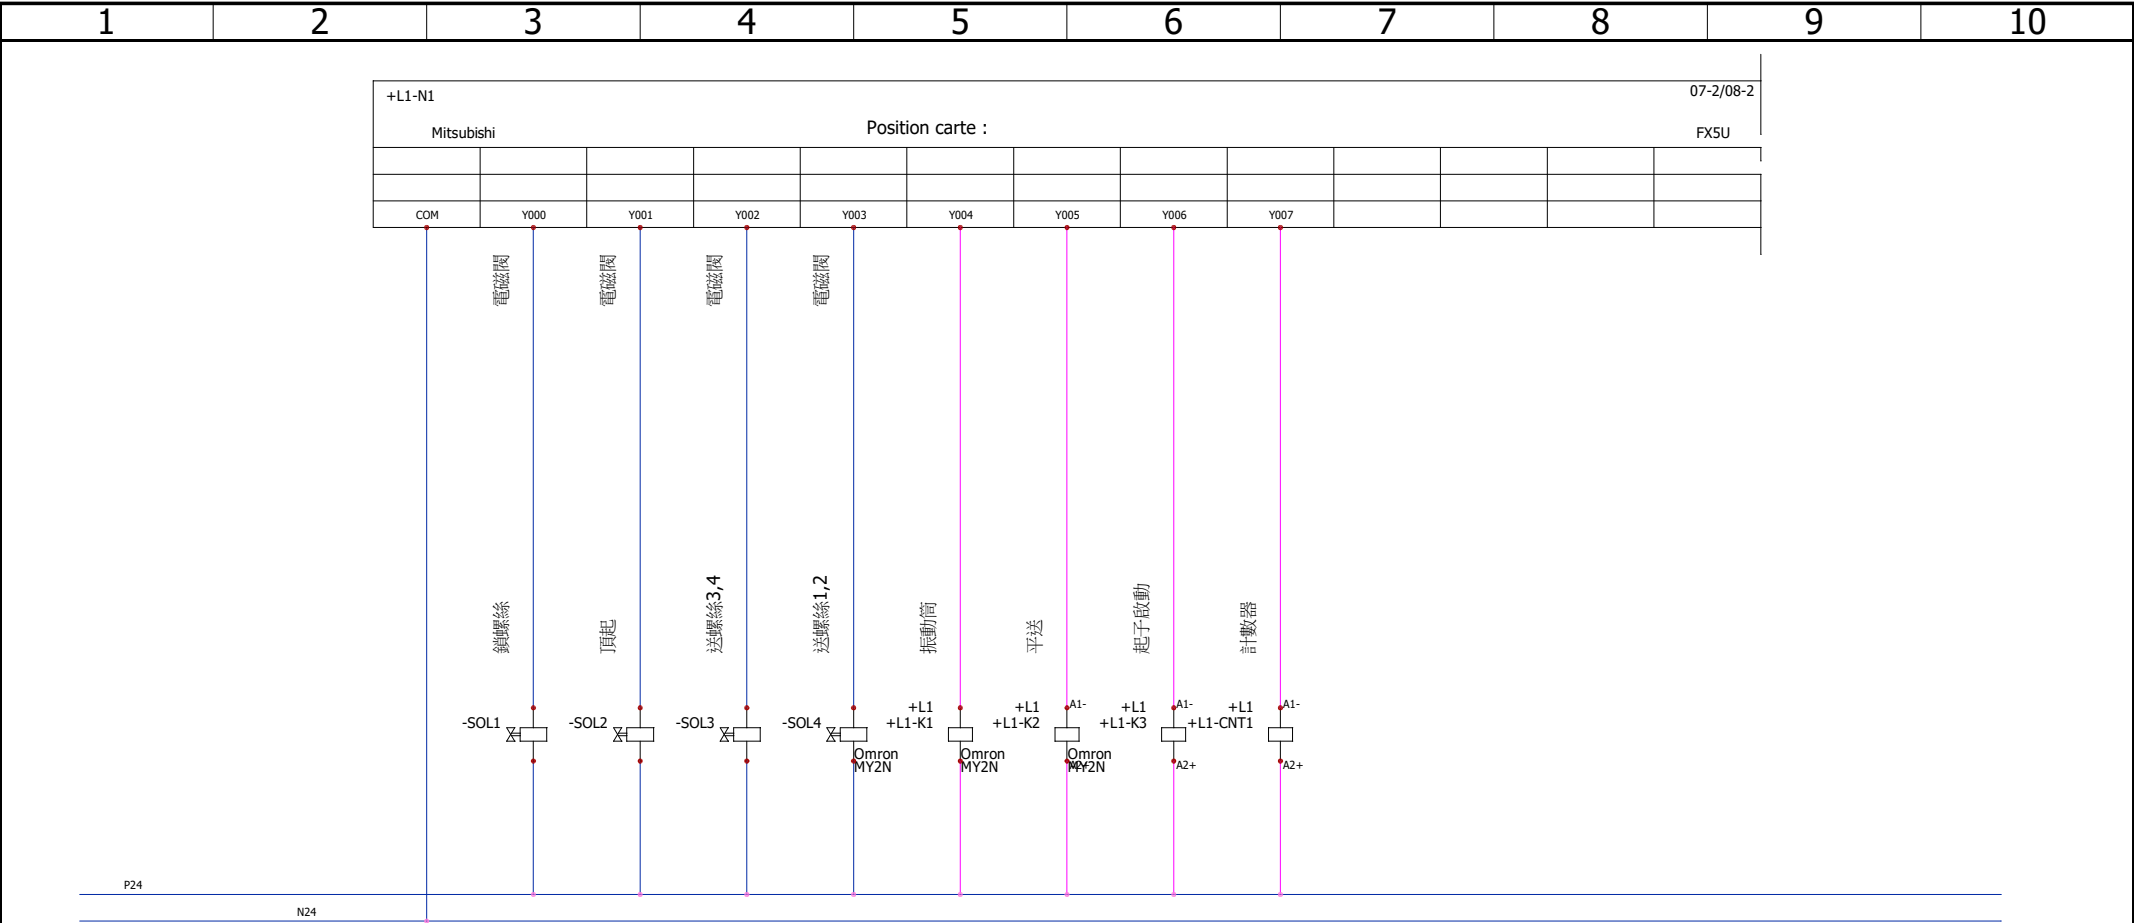 1 2 3 4 5 6 7 8 9 10
+L1-N1 07-2/08-2
Mitsubishi Position carte : FX5U
COM Y000 Y001 Y002 Y003 Y004 Y005 Y006 Y007
電磁閥 電磁閥 電磁閥 電磁閥
鎖螺絲 頂起 送螺絲3,4 送螺絲1,2 振動筒 平送 起子啟動 計數器
+L1 +L1 A1- +L1 A1- +L1 A1-
-SOL1 -SOL2 -SOL3 -SOL4 +L1-K1 +L1-K2 +L1-K3 +L1-CNT1
Omron Omron Omron
MY2N MY2N MY2N A2+ A2+ A2+
P24
N24